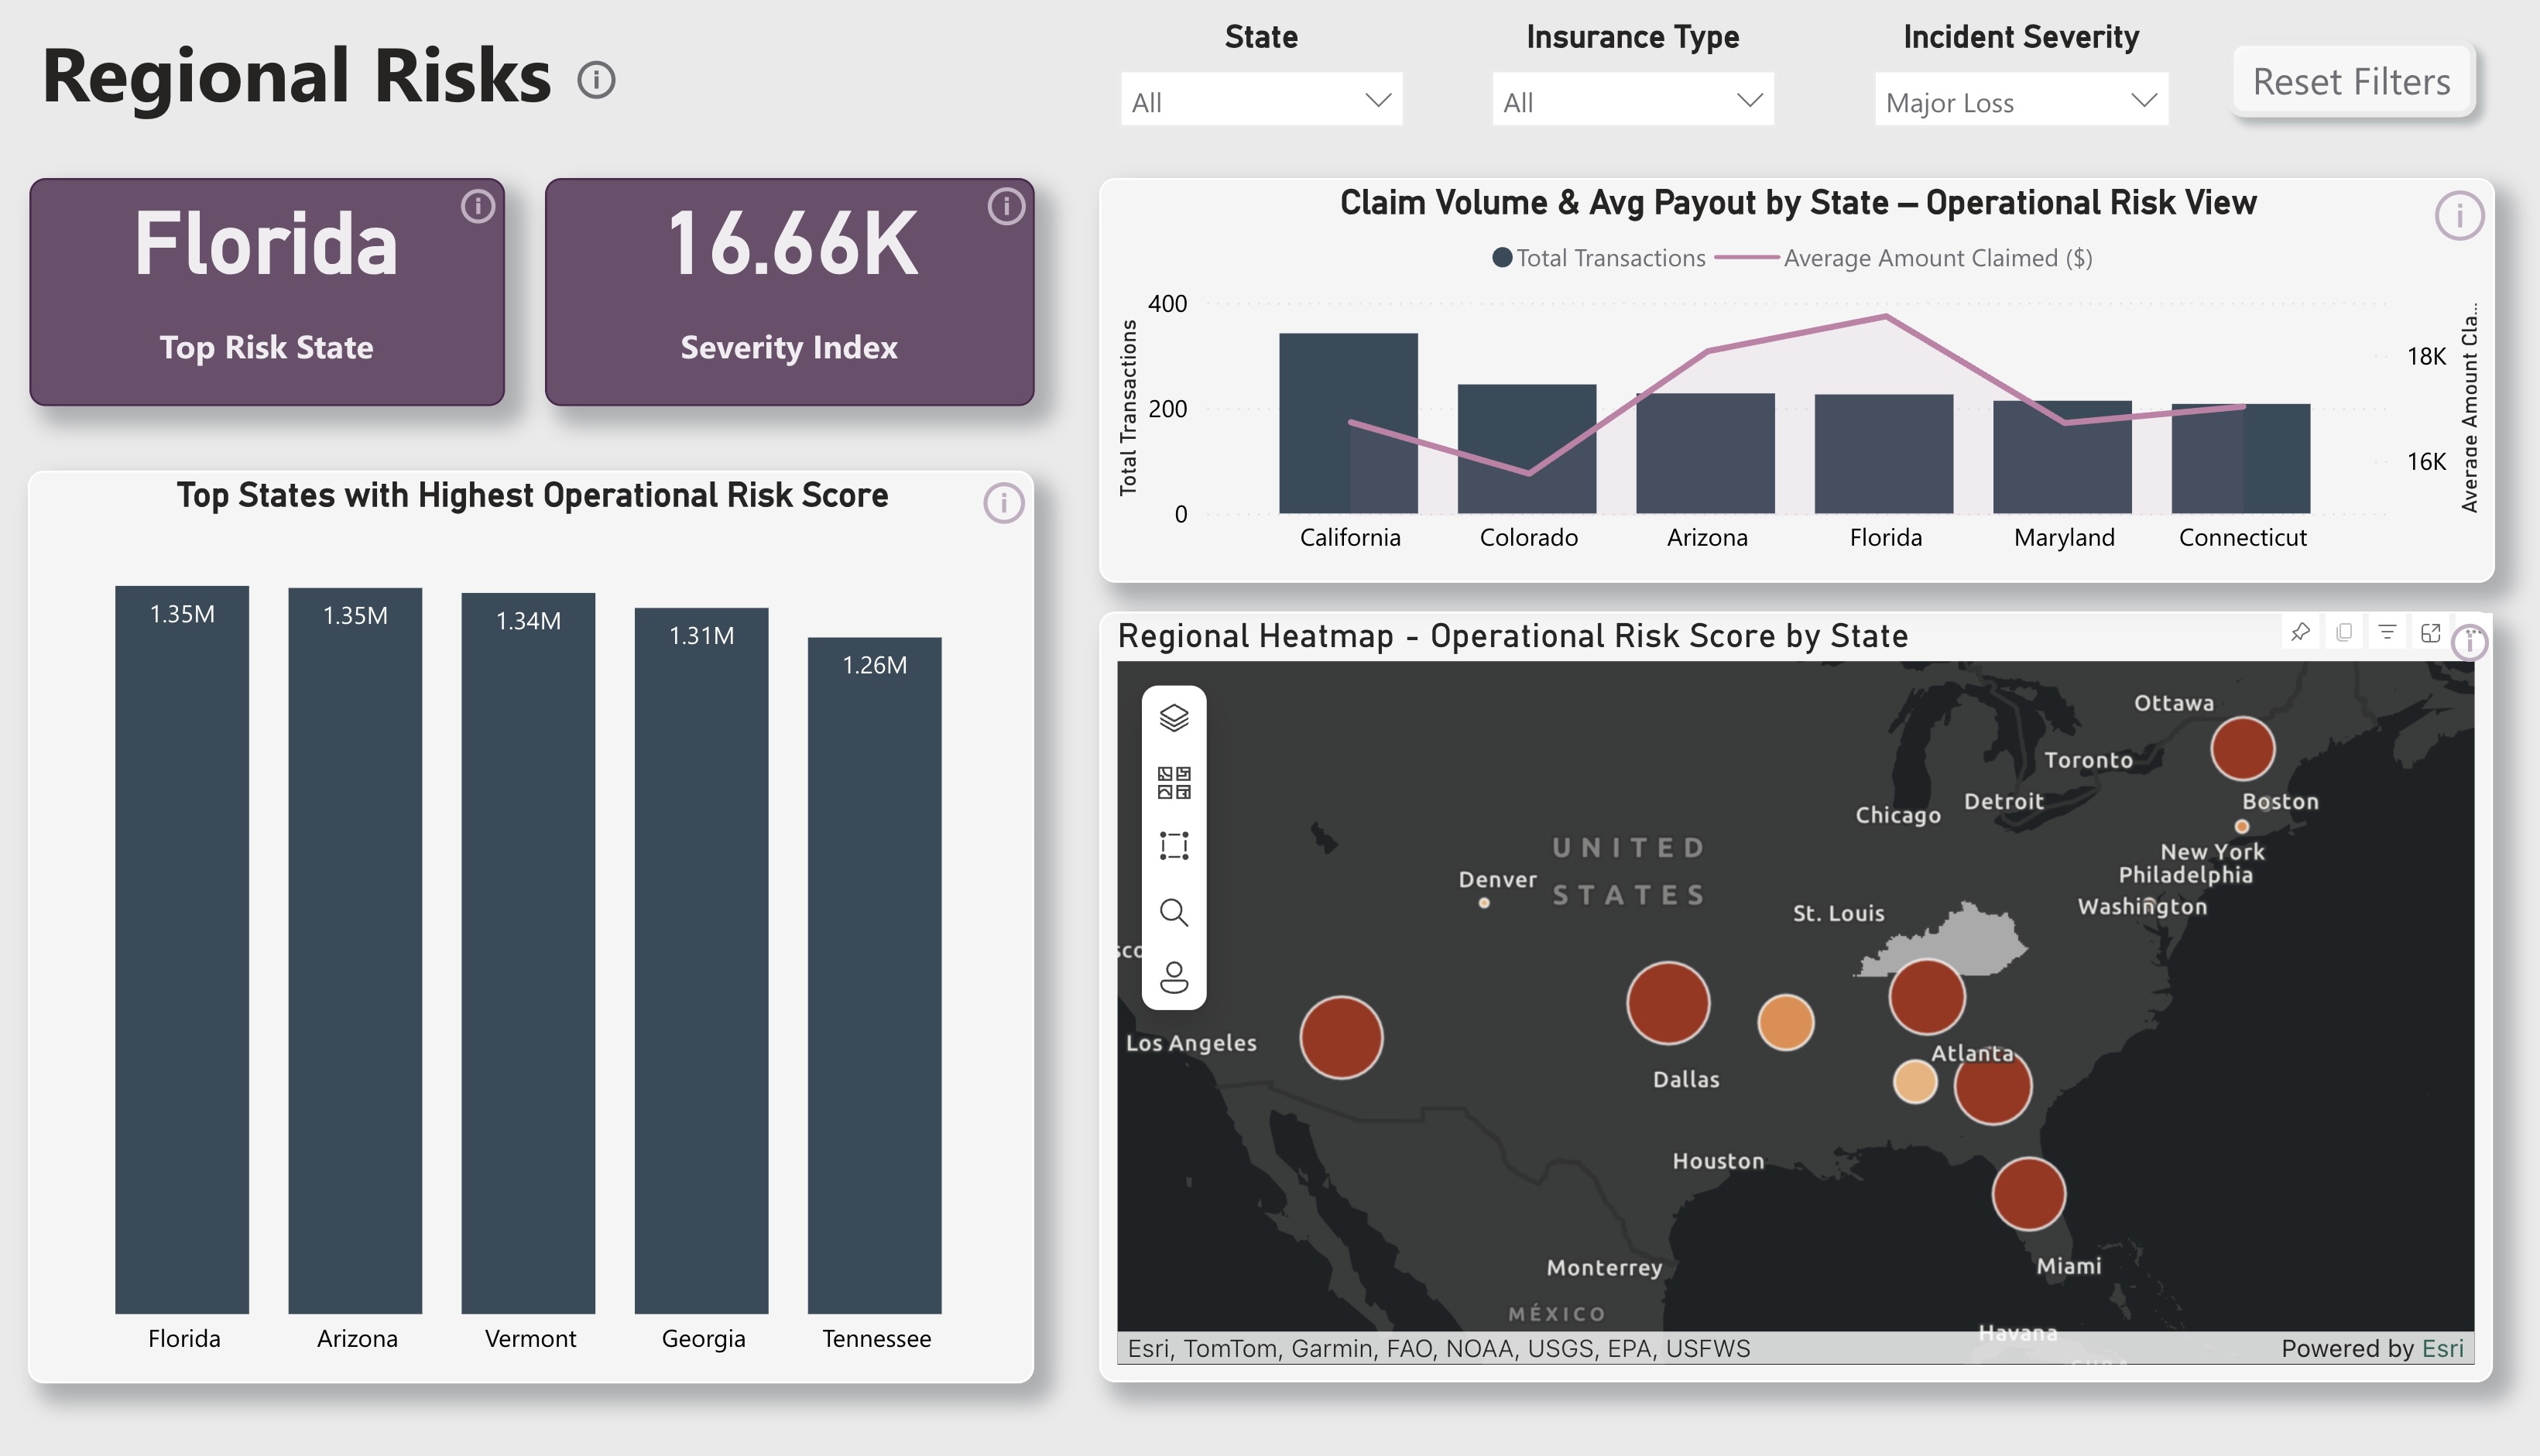 Regional Risks
State
All
Insurance Type
All
Incident Severity
Major Loss
Reset Filters
Florida
Top Risk State
16.66K
Severity Index
Claim Volume & Avg Payout by State – Operational Risk View
Total Transactions
Average Amount Claimed ($)
Total Transactions
400
200
0
18K
16K
Average Amount Cla...
California
Colorado
Arizona
Florida
Maryland
Connecticut
Top States with Highest Operational Risk Score
1.35M
1.35M
1.34M
1.31M
1.26M
Florida
Arizona
Vermont
Georgia
Tennessee
Regional Heatmap - Operational Risk Score by State
Ottawa
Toronto
Boston
Detroit
Chicago
UNITED
STATES
New York
Philadelphia
Denver
Washington
St. Louis
sco
Los Angeles
Atlanta
Dallas
Houston
Monterrey
Miami
MÉXICO
Havana
Esri, TomTom, Garmin, FAO, NOAA, USGS, EPA, USFWS
Powered by Esri